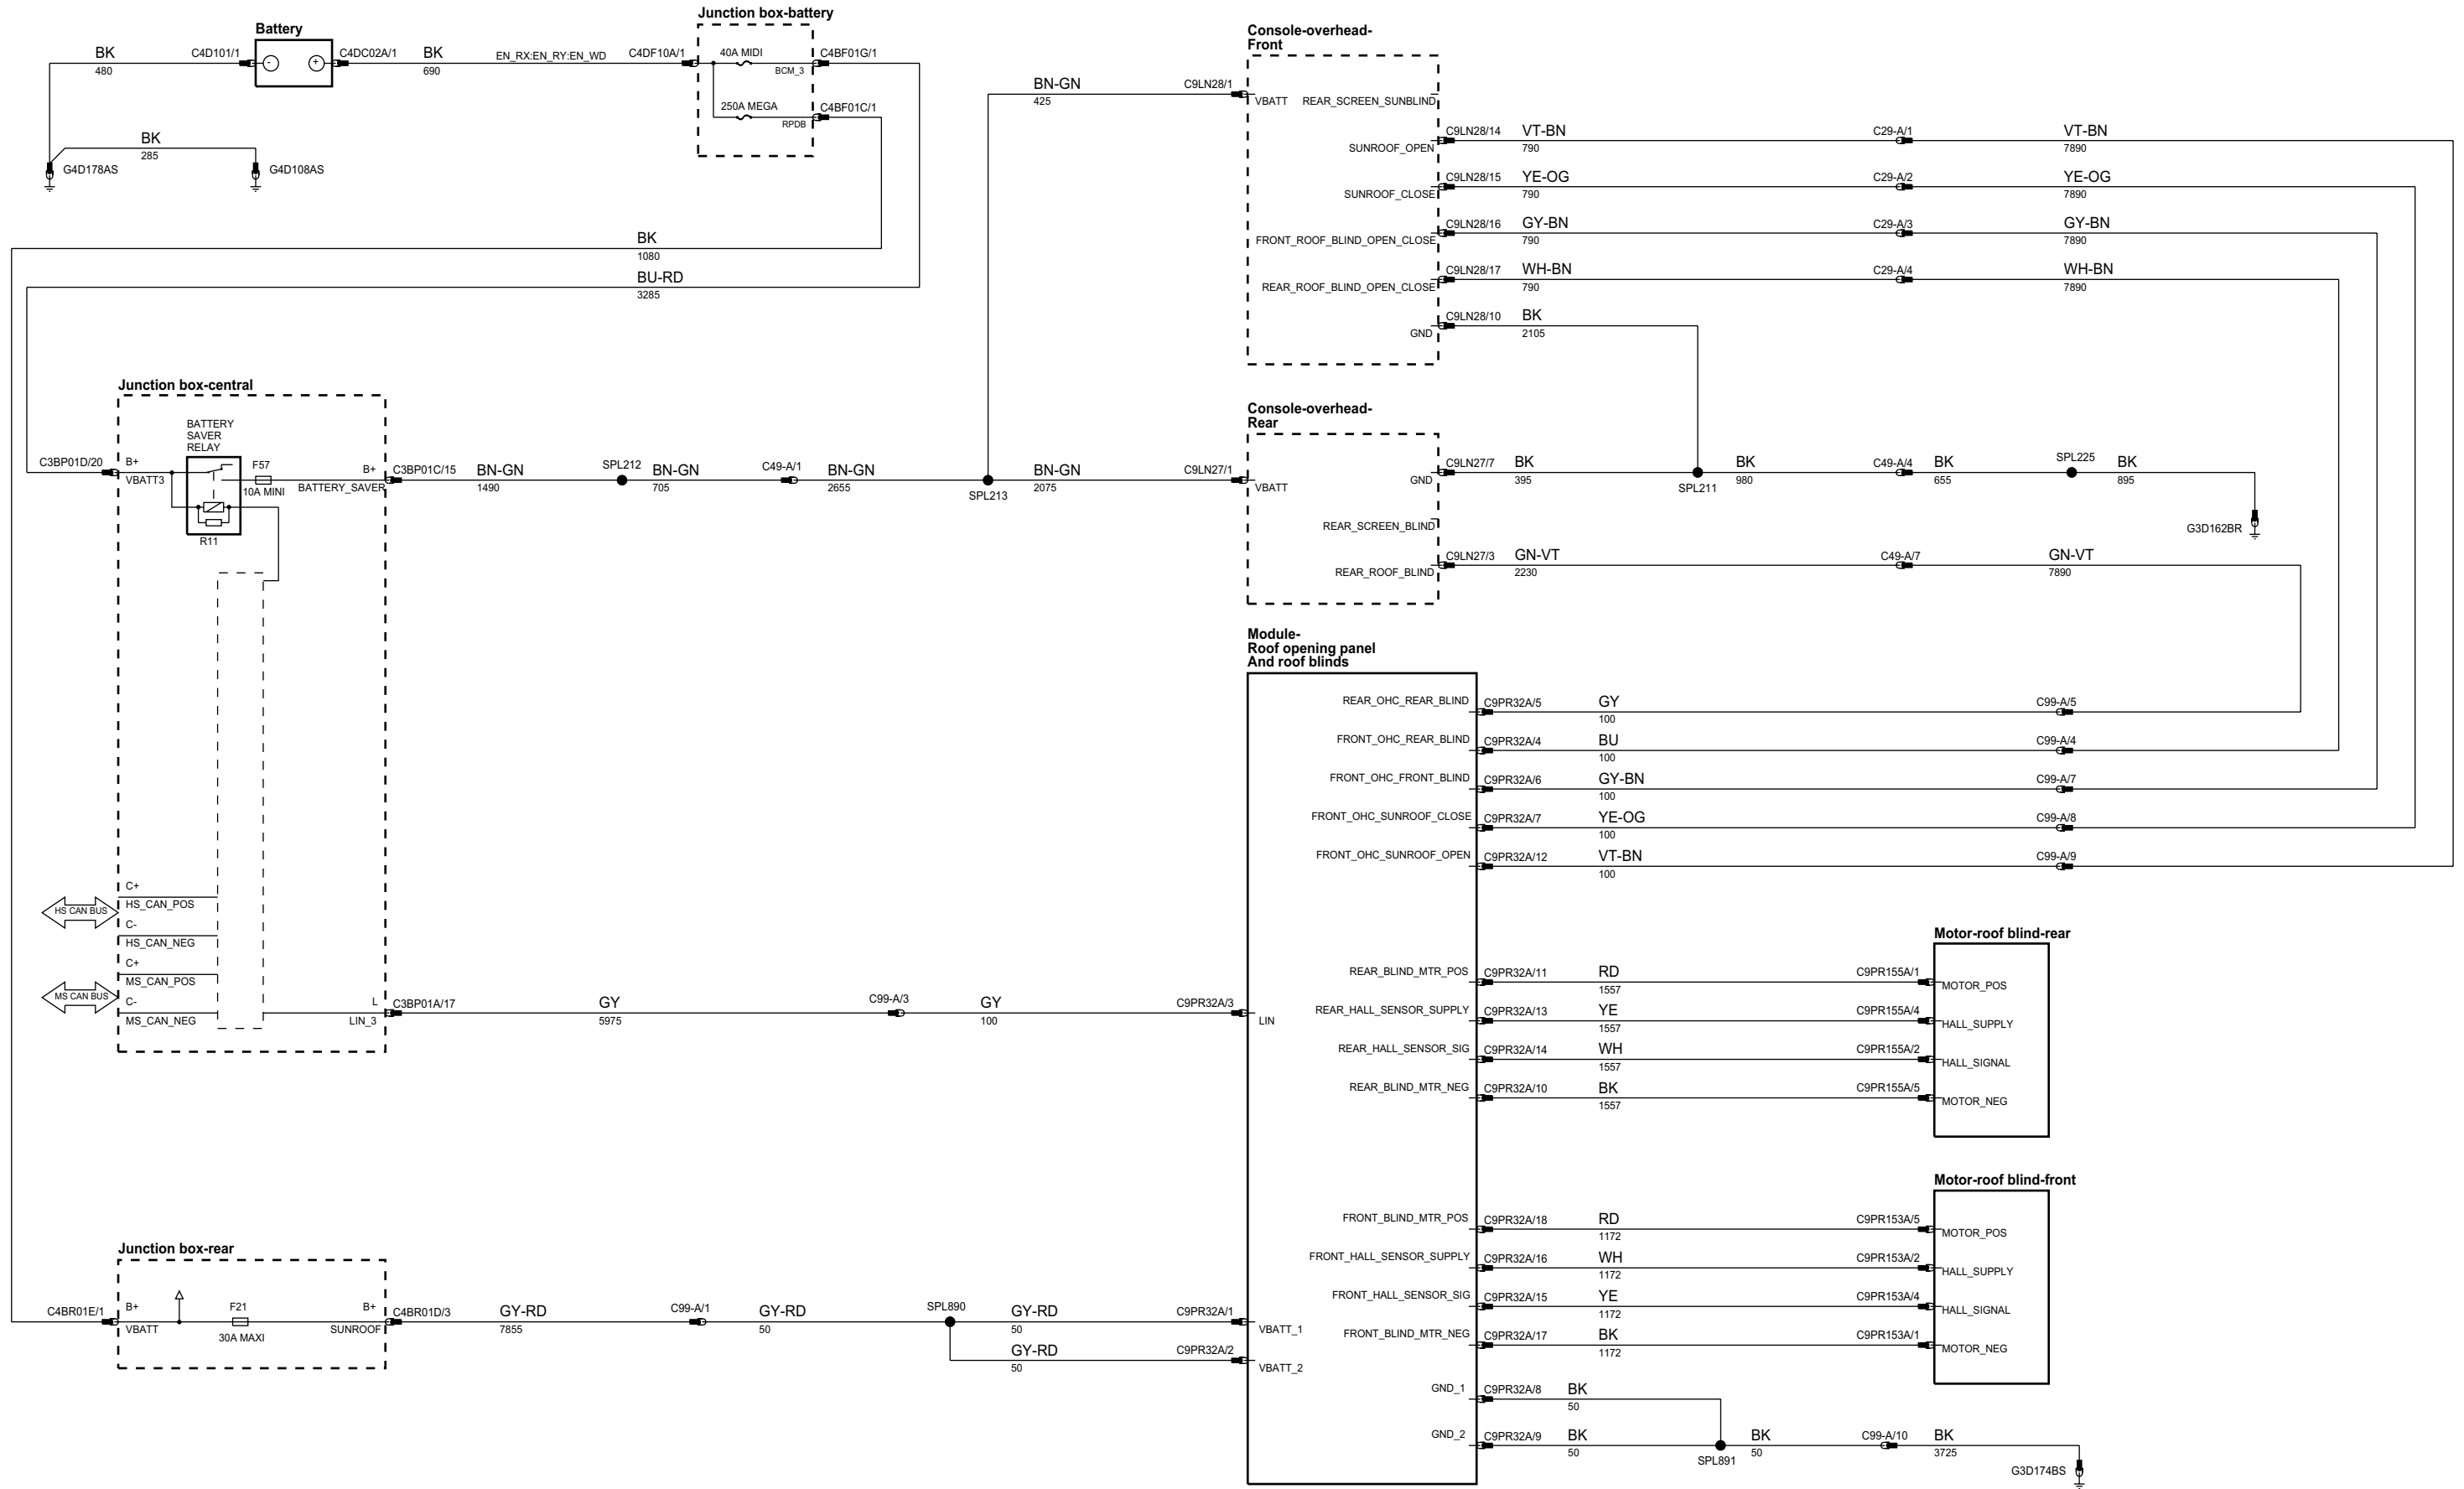 Battery
BK
480
C4D101/1
-
+
C4DC02A/1
BK
690
EN_RX:EN_RY:EN_WD
C4DF10A/1
BK
285
G4D178AS
G4D108AS
Junction box-battery
40A MIDI
BCM_3
C4BF01G/1
250A MEGA
RPDB
C4BF01C/1
BK
1080
BU-RD
3285
Console-overhead-
Front
BN-GN
425
C9LN28/1
VBATT
REAR_SCREEN_SUNBLIND
SUNROOF_OPEN
C9LN28/14
VT-BN
790
C29-A/1
VT-BN
7890
SUNROOF_CLOSE
C9LN28/15
YE-OG
790
C29-A/2
YE-OG
7890
FRONT_ROOF_BLIND_OPEN_CLOSE
C9LN28/16
GY-BN
790
C29-A/3
GY-BN
7890
REAR_ROOF_BLIND_OPEN_CLOSE
C9LN28/17
WH-BN
790
C29-A/4
WH-BN
7890
GND
C9LN28/10
BK
2105
Junction box-central
BATTERY
SAVER
RELAY
C3BP01D/20
B+
VBATT3
F57
10A MINI
R11
B+
BATTERY_SAVER
C3BP01C/15
BN-GN
1490
SPL212
BN-GN
705
C49-A/1
BN-GN
2655
SPL213
BN-GN
2075
C9LN27/1
Console-overhead-
Rear
VBATT
GND
C9LN27/7
BK
395
SPL211
BK
980
C49-A/4
BK
655
SPL225
BK
895
G3D162BR
REAR_SCREEN_BLIND
REAR_ROOF_BLIND
C9LN27/3
GN-VT
2230
C49-A/7
GN-VT
7890
Module-
Roof opening panel
And roof blinds
REAR_OHC_REAR_BLIND
C9PR32A/5
GY
100
C99-A/5
FRONT_OHC_REAR_BLIND
C9PR32A/4
BU
100
C99-A/4
FRONT_OHC_FRONT_BLIND
C9PR32A/6
GY-BN
100
C99-A/7
FRONT_OHC_SUNROOF_CLOSE
C9PR32A/7
YE-OG
100
C99-A/8
FRONT_OHC_SUNROOF_OPEN
C9PR32A/12
VT-BN
100
C99-A/9
HS CAN BUS
C+
HS_CAN_POS
C-
HS_CAN_NEG
MS CAN BUS
C+
MS_CAN_POS
C-
MS_CAN_NEG
L
LIN_3
C3BP01A/17
GY
5975
C99-A/3
GY
100
C9PR32A/3
LIN
Motor-roof blind-rear
REAR_BLIND_MTR_POS
C9PR32A/11
RD
1557
C9PR155A/1
MOTOR_POS
REAR_HALL_SENSOR_SUPPLY
C9PR32A/13
YE
1557
C9PR155A/4
HALL_SUPPLY
REAR_HALL_SENSOR_SIG
C9PR32A/14
WH
1557
C9PR155A/2
HALL_SIGNAL
REAR_BLIND_MTR_NEG
C9PR32A/10
BK
1557
C9PR155A/5
MOTOR_NEG
Motor-roof blind-front
FRONT_BLIND_MTR_POS
C9PR32A/18
RD
1172
C9PR153A/5
MOTOR_POS
FRONT_HALL_SENSOR_SUPPLY
C9PR32A/16
WH
1172
C9PR153A/2
HALL_SUPPLY
FRONT_HALL_SENSOR_SIG
C9PR32A/15
YE
1172
C9PR153A/4
HALL_SIGNAL
FRONT_BLIND_MTR_NEG
C9PR32A/17
BK
1172
C9PR153A/1
MOTOR_NEG
Junction box-rear
C4BR01E/1
B+
VBATT
F21
30A MAXI
B+
SUNROOF
C4BR01D/3
GY-RD
7855
C99-A/1
GY-RD
50
SPL890
GY-RD
50
C9PR32A/1
VBATT_1
GY-RD
50
C9PR32A/2
VBATT_2
GND_1
C9PR32A/8
BK
50
GND_2
C9PR32A/9
BK
50
SPL891
BK
50
C99-A/10
BK
3725
G3D174BS